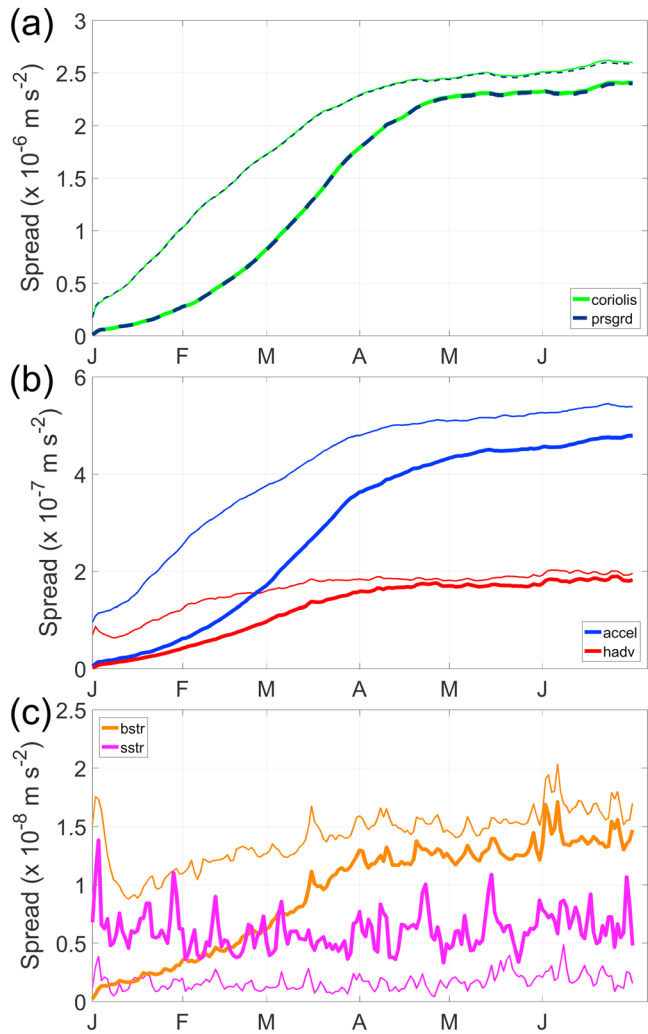 (a)
Spread (x 10-6 m s-2)
3
2.5
2
1.5
1
0.5
0
J F M A M J
coriolis
prsgrd
(b)
Spread (x 10-7 m s-2)
6
4
2
0
J F M A M J
accel
hadv
(c)
Spread (x 10-8 m s-2)
2.5
2
1.5
1
0.5
0
bstr
sstr
J F M A M J